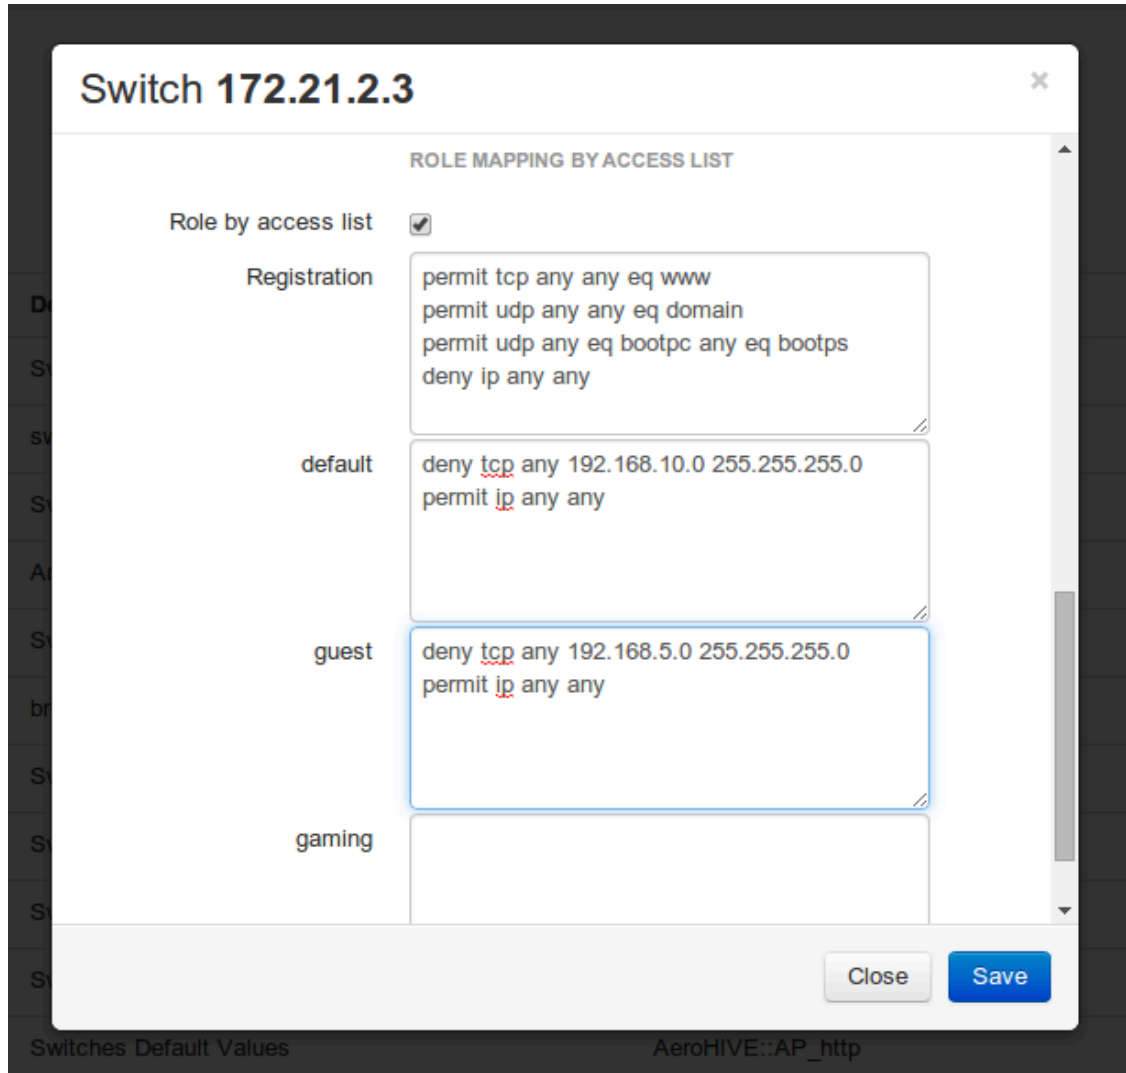 Switch 172.21.2.3
×
ROLE MAPPING BY ACCESS LIST
Role by access list
Registration
permit tcp any any eq www
permit udp any any eq domain
permit udp any eq bootpc any eq bootps
deny ip any any
default
deny tcp any 192.168.10.0 255.255.255.0
permit ip any any
guest
deny tcp any 192.168.5.0 255.255.255.0
permit ip any any
gaming
Close
Save
Switches Default Values
AeroHIVE::AP_http